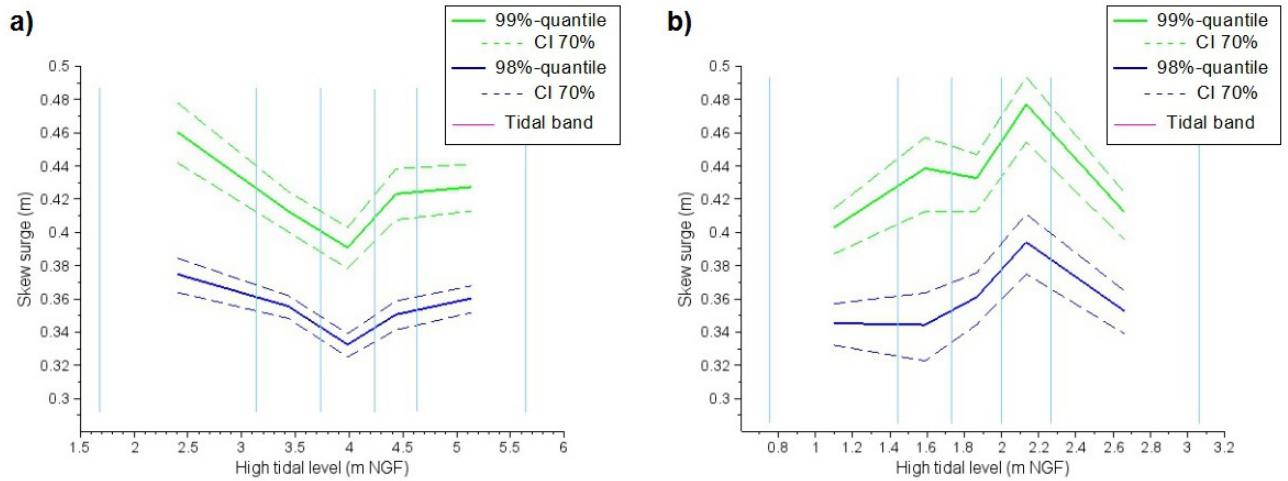 a)
99%-quantile
CI 70%
98%-quantile
CI 70%
Tidal band
0.5
0.48
0.46
0.44
0.42
0.4
0.38
0.36
0.34
0.32
0.3
Skew surge (m)
1.5 2 2.5 3 3.5 4 4.5 5 5.5 6
High tidal level (m NGF)
b)
99%-quantile
CI 70%
98%-quantile
CI 70%
Tidal band
0.5
0.48
0.46
0.44
0.42
0.4
0.38
0.36
0.34
0.32
0.3
Skew surge (m)
0.8 1 1.2 1.4 1.6 1.8 2 2.2 2.4 2.6 2.8 3 3.2
High tidal level (m NGF)